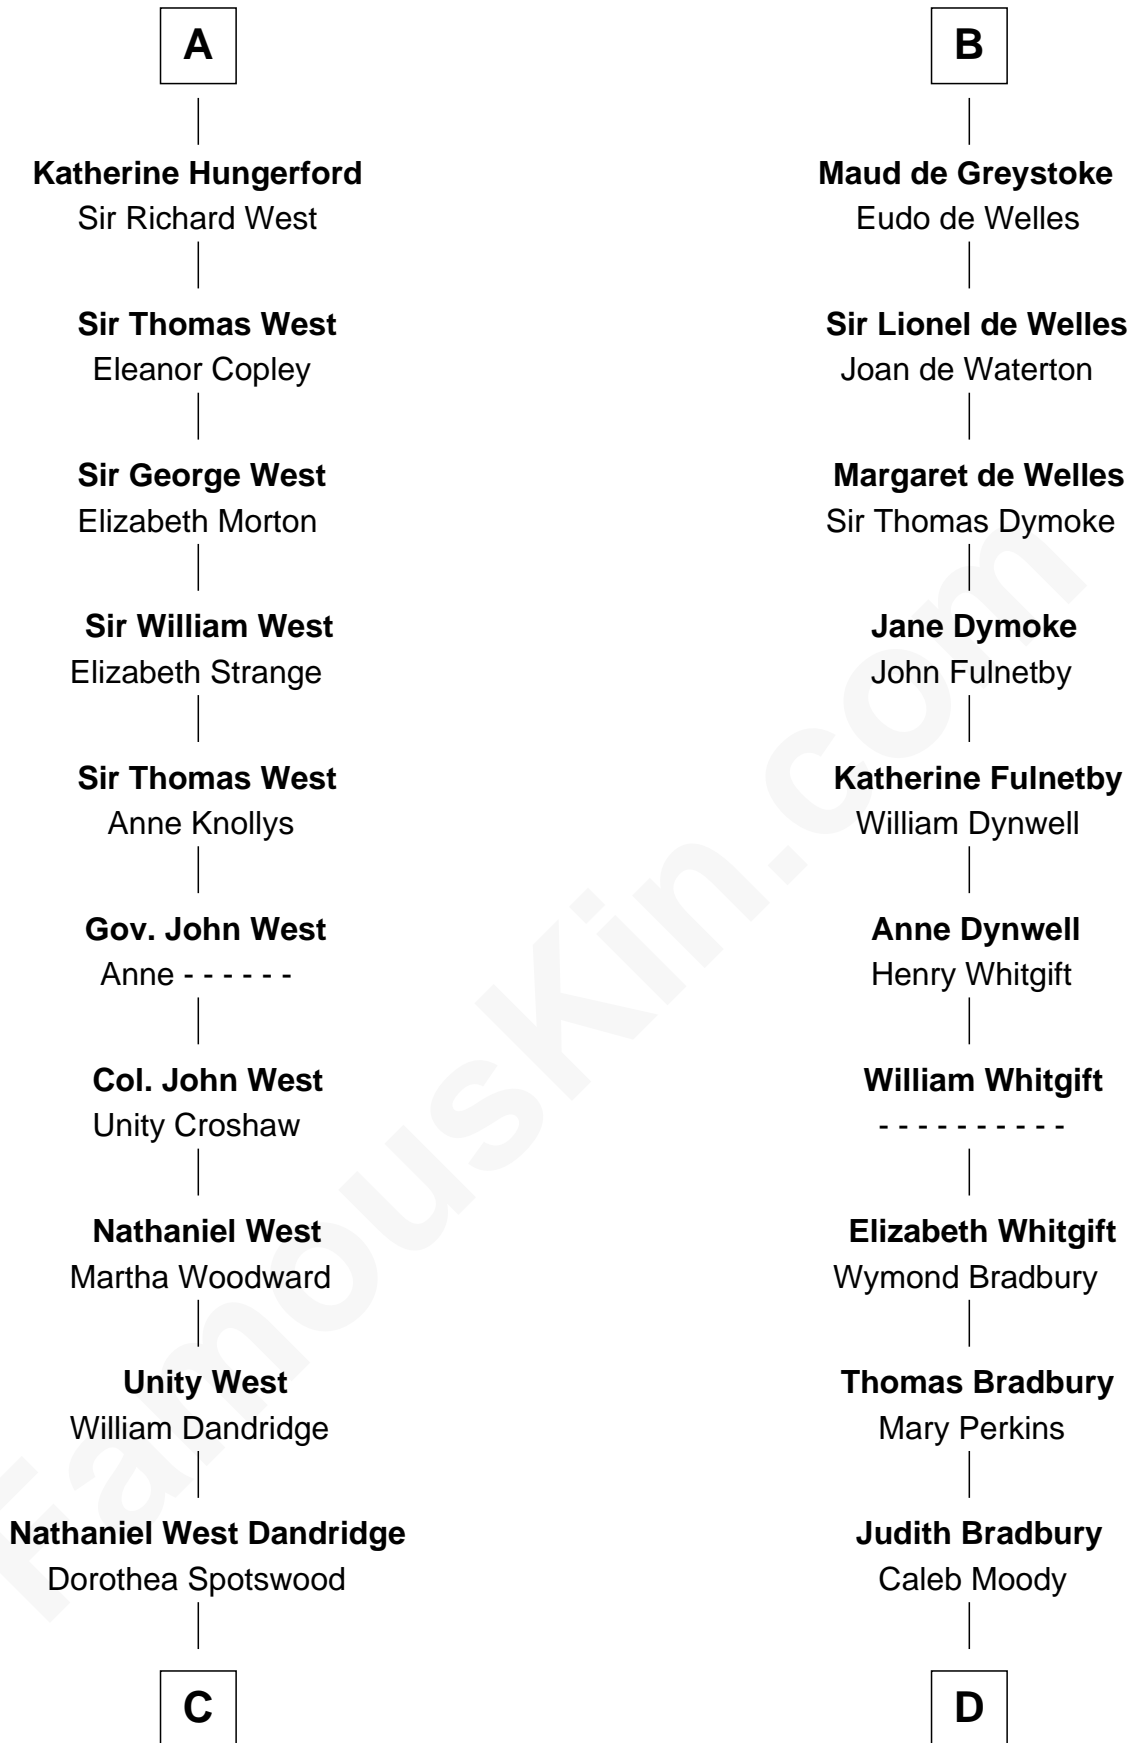 A
Katherine Hungerford
Sir Richard West
Sir Thomas West
Eleanor Copley
Sir George West
Elizabeth Morton
Sir William West
Elizabeth Strange
Sir Thomas West
Anne Knollys
Gov. John West
Anne - - - - - -
Col. John West
Unity Croshaw
Nathaniel West
Martha Woodward
Unity West
William Dandridge
Nathaniel West Dandridge
Dorothea Spotswood
C
B
Maud de Greystoke
Eudo de Welles
Sir Lionel de Welles
Joan de Waterton
Margaret de Welles
Sir Thomas Dymoke
Jane Dymoke
John Fulnetby
Katherine Fulnetby
William Dynwell
Anne Dynwell
Henry Whitgift
William Whitgift
- - - - - - - - - -
Elizabeth Whitgift
Wymond Bradbury
Thomas Bradbury
Mary Perkins
Judith Bradbury
Caleb Moody
D
FamousKin.com